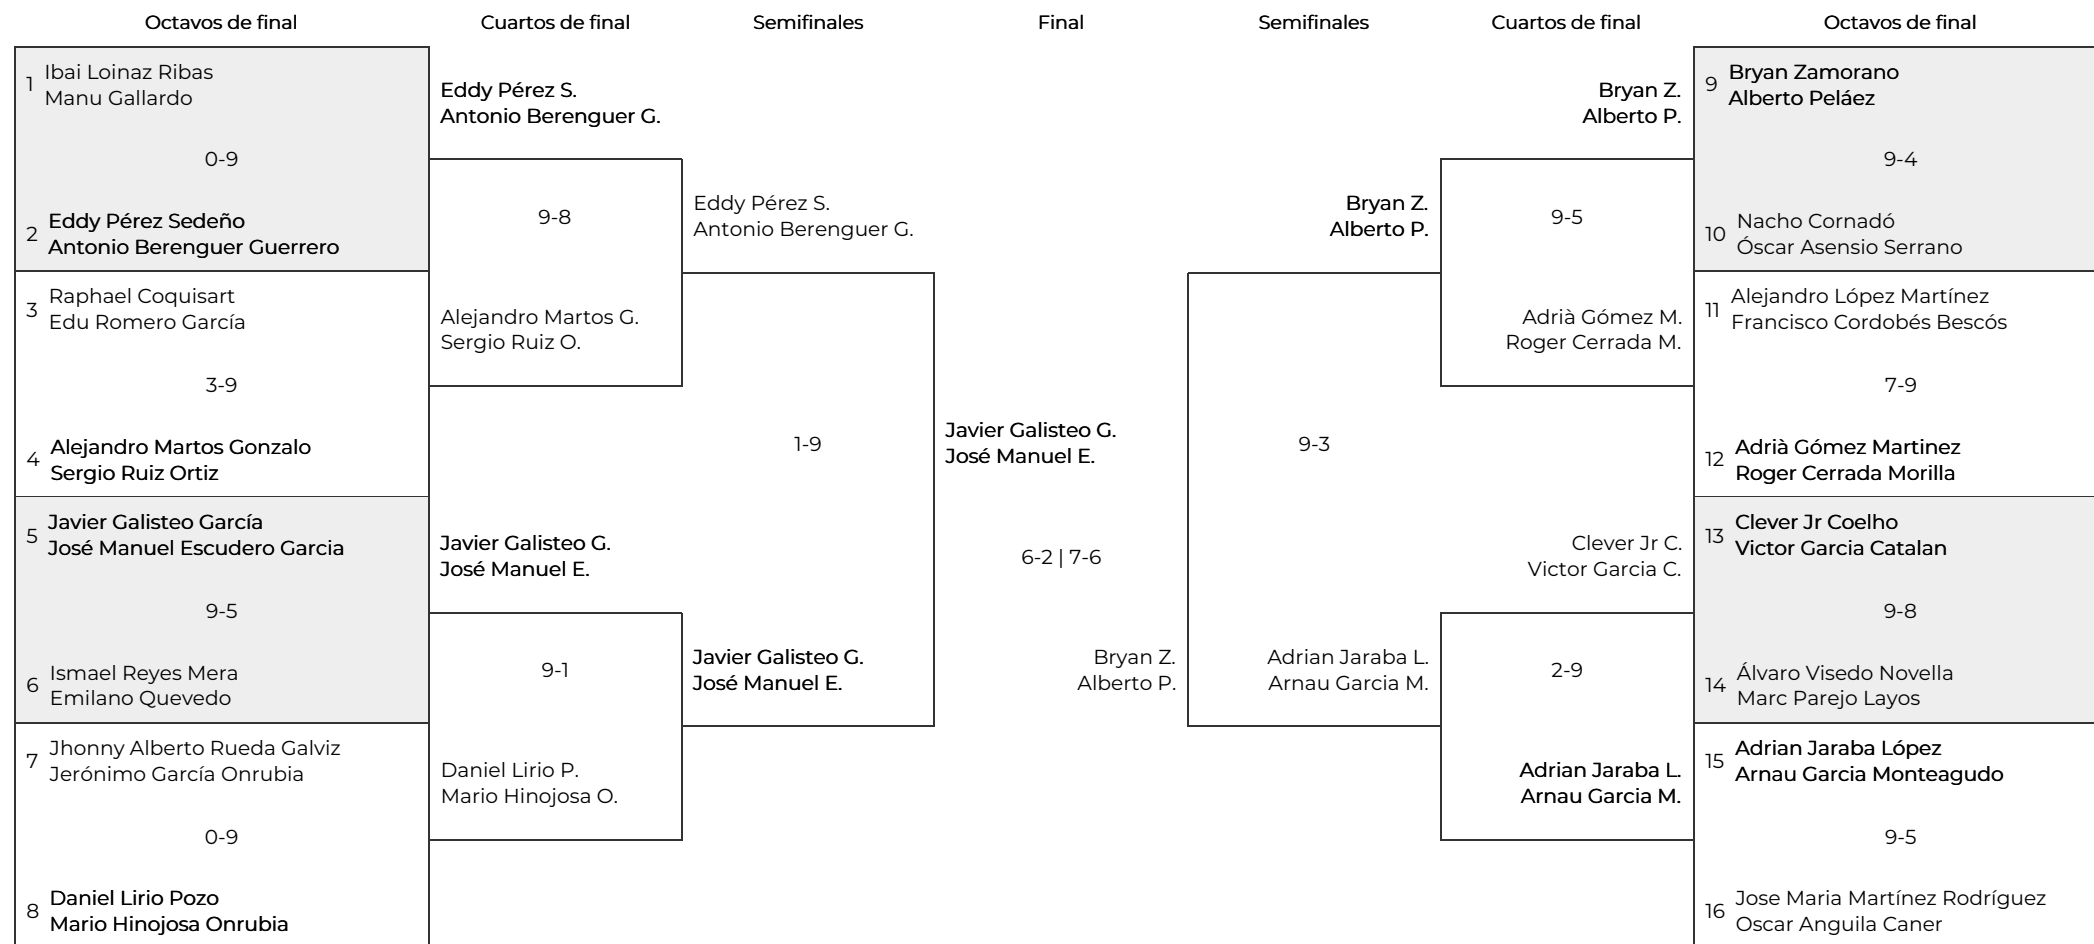 Octavos de final
Cuartos de final
Semifinales
Final
Semifinales
Cuartos de final
Octavos de final
1
Ibai Loinaz Ribas
Manu Gallardo
0-9
2
Eddy Pérez Sedeño
Antonio Berenguer Guerrero
3
Raphael Coquisart
Edu Romero García
3-9
4
Alejandro Martos Gonzalo
Sergio Ruiz Ortiz
5
Javier Galisteo García
José Manuel Escudero Garcia
9-5
6
Ismael Reyes Mera
Emilano Quevedo
7
Jhonny Alberto Rueda Galviz
Jerónimo García Onrubia
0-9
8
Daniel Lirio Pozo
Mario Hinojosa Onrubia
Eddy Pérez S.
Antonio Berenguer G.
9-8
Alejandro Martos G.
Sergio Ruiz O.
Javier Galisteo G.
José Manuel E.
9-1
Daniel Lirio P.
Mario Hinojosa O.
Eddy Pérez S.
Antonio Berenguer G.
1-9
Javier Galisteo G.
José Manuel E.
Javier Galisteo G.
José Manuel E.
6-2 | 7-6
Bryan Z.
Alberto P.
Bryan Z.
Alberto P.
9-3
Adrian Jaraba L.
Arnau Garcia M.
Bryan Z.
Alberto P.
9-5
Adrià Gómez M.
Roger Cerrada M.
Clever Jr C.
Victor Garcia C.
2-9
Adrian Jaraba L.
Arnau Garcia M.
9
Bryan Zamorano
Alberto Peláez
9-4
10
Nacho Cornadó
Óscar Asensio Serrano
11
Alejandro López Martínez
Francisco Cordobés Bescós
7-9
12
Adrià Gómez Martinez
Roger Cerrada Morilla
13
Clever Jr Coelho
Victor Garcia Catalan
9-8
14
Álvaro Visedo Novella
Marc Parejo Layos
15
Adrian Jaraba López
Arnau Garcia Monteagudo
9-5
16
Jose Maria Martínez Rodríguez
Oscar Anguila Caner